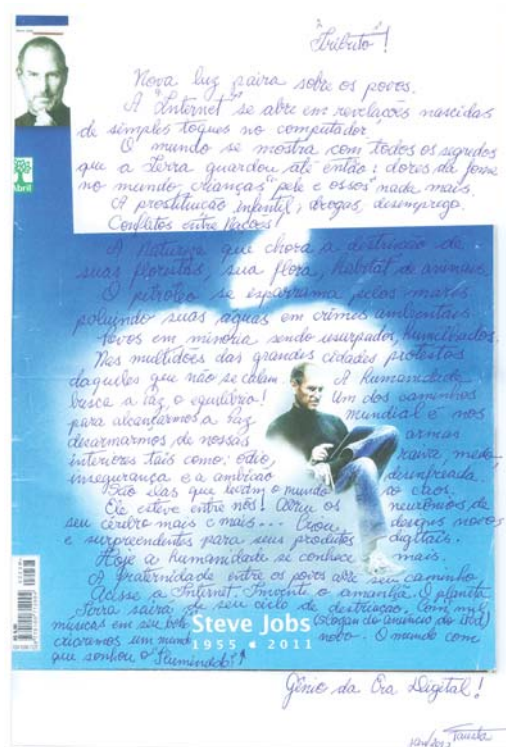 "Tributo"!
Nova luz paira sobre os povos.
A "Internet" se abre em revelações nascidas
de simples toques no computador.
O mundo se mostra com todos os segredos
que a Terra guardou até então: dores da fome
no mundo, crianças "pele e ossos" nada mais.
Abril
A prostituição infantil, drogas, desemprego.
Conflitos entre Nações!
A Natureza que chora a destruição de
suas florestas, sua flora, habitat de animais.
O petróleo se esparrama pelos mares
poluindo suas águas em crimes ambientais.
Povos em minoria sendo usurpados, humilhados.
Nas multidões das grandes cidades protestos
daqueles que não se calam. A humanidade
busca a paz, o equilíbrio! Um dos caminhos
para alcançarmos a Paz mundial é nos
desarmarmos de nossas armas
interiores tais como: ódio, raiva, medo,
insegurança e a ambição desenfreada.
São elas que levam o mundo ao caos.
Ele esteve entre nós! Abriu os neurônios de
seu cérebro mais e mais... Criou designs novos
e surpreendentes para seus produtos digitais.
Hoje a humanidade se conhece mais.
A fraternidade entre os povos abre seu caminho.
Acesse a Internet. Invente o amanhã. O planeta
Terra sairá de seu ciclo de destruição. Com mil
músicas em seu bolso (slogan do anúncio do iPod)
Steve Jobs
criaremos um mundo novo. O mundo com
1955 • 2011
que sonhou o "Iluminado"!
Gênio da Era Digital!
Fausta